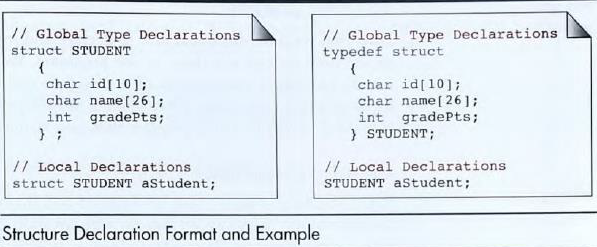 // Global Type Declarations
struct STUDENT
{
char id[10];
char name[26];
int gradePts;
} ;
// Local Declarations
struct STUDENT aStudent;
// Global Type Declarations
typedef struct
{
char id[10];
char name[26];
int gradePts;
} STUDENT;
// Local Declarations
STUDENT aStudent;
Structure Declaration Format and Example